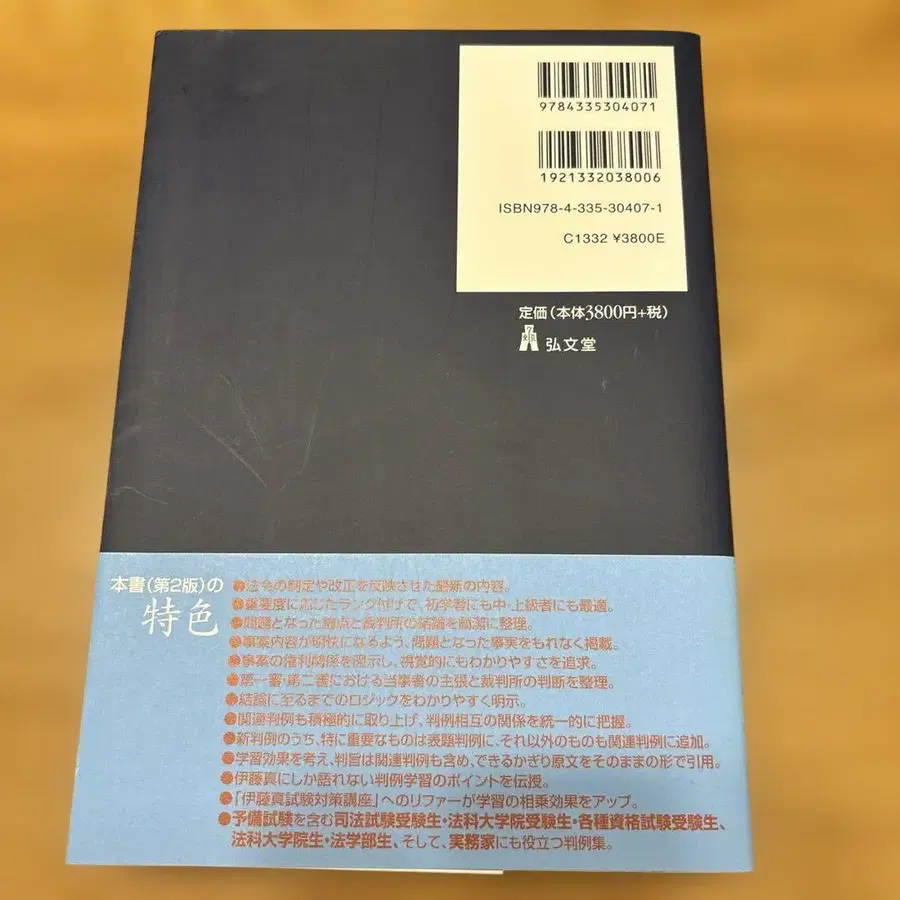 9784335304071
1921332038006
ISBN978-4-335-30407-1
C1332 ¥3800E
定価(本体3800円+税)
弘文堂
本書(第2版)の
特色
●法令の制定や改正を反映させた最新の内容。
●重要度に応じたランク付けで、初学者にも中・上級者にも最適。
●問題となった論点と裁判所の結論を簡潔に整理。
●事案内容が明快になるよう、問題となった事実をもれなく掲載。
●事案の権利関係を図示し、視覚的にもわかりやすさを追求。
●第一審・第二審における当事者の主張と裁判所の判断を整理。
●結論に至るまでのロジックをわかりやすく明示。
●関連判例も積極的に取り上げ、判例相互の関係を統一的に把握。
●新判例のうち、特に重要なものは表題判例に、それ以外のものも関連判例に追加。
●学習効果を考え、判旨は関連判例も含め、できるかぎり原文をそのままの形で引用。
●伊藤真にしか語れない判例学習のポイントを伝授。
●「伊藤真試験対策講座」へのリファーが学習の相乗効果をアップ。
●予備試験を含む司法試験受験生・法科大学院受験生・各種資格試験受験生、
法科大学院生・法学部生、そして、実務家にも役立つ判例集。